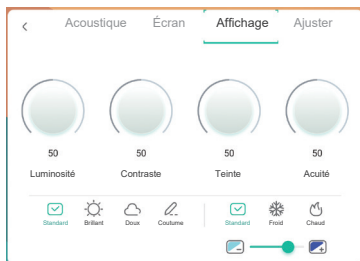 Acoustique Écran Affichage Ajuster
50 50 50 50
Luminosité Contraste Teinte Acuité
Standard Brillant Doux Coutume Standard Froid Chaud